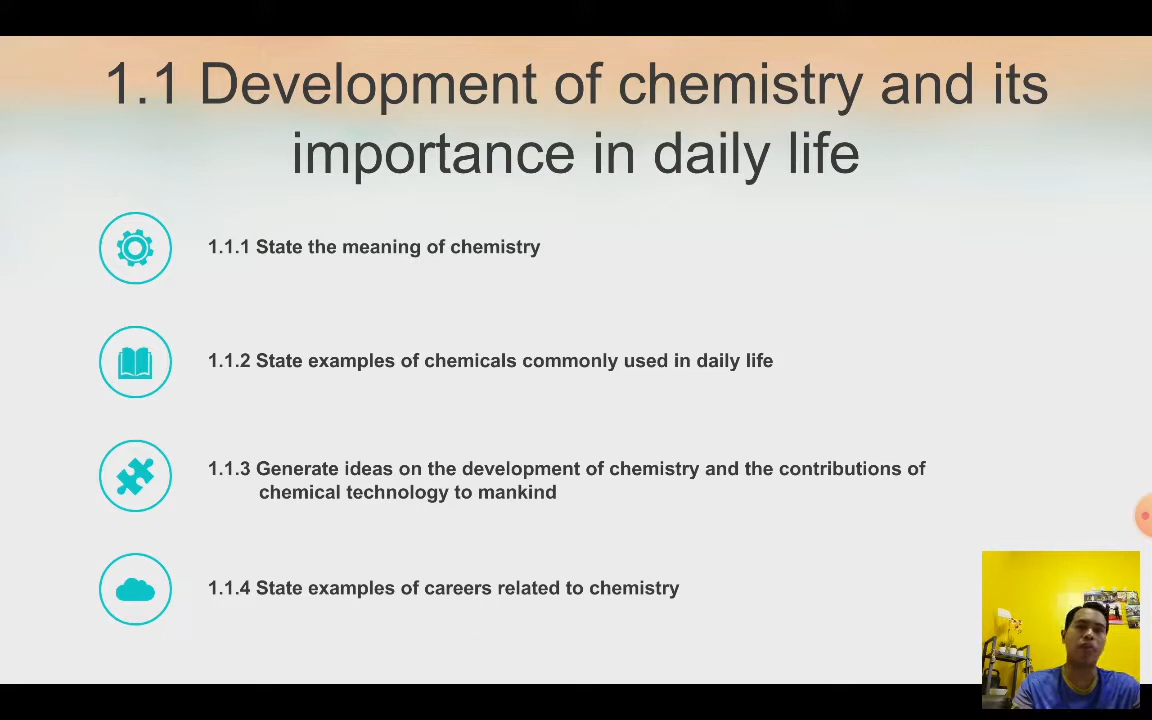 1.1 Development of chemistry and its
importance in daily life
1.1.1 State the meaning of chemistry
1.1.2 State examples of chemicals commonly used in daily life
1.1.3 Generate ideas on the development of chemistry and the contributions of
chemical technology to mankind
1.1.4 State examples of careers related to chemistry